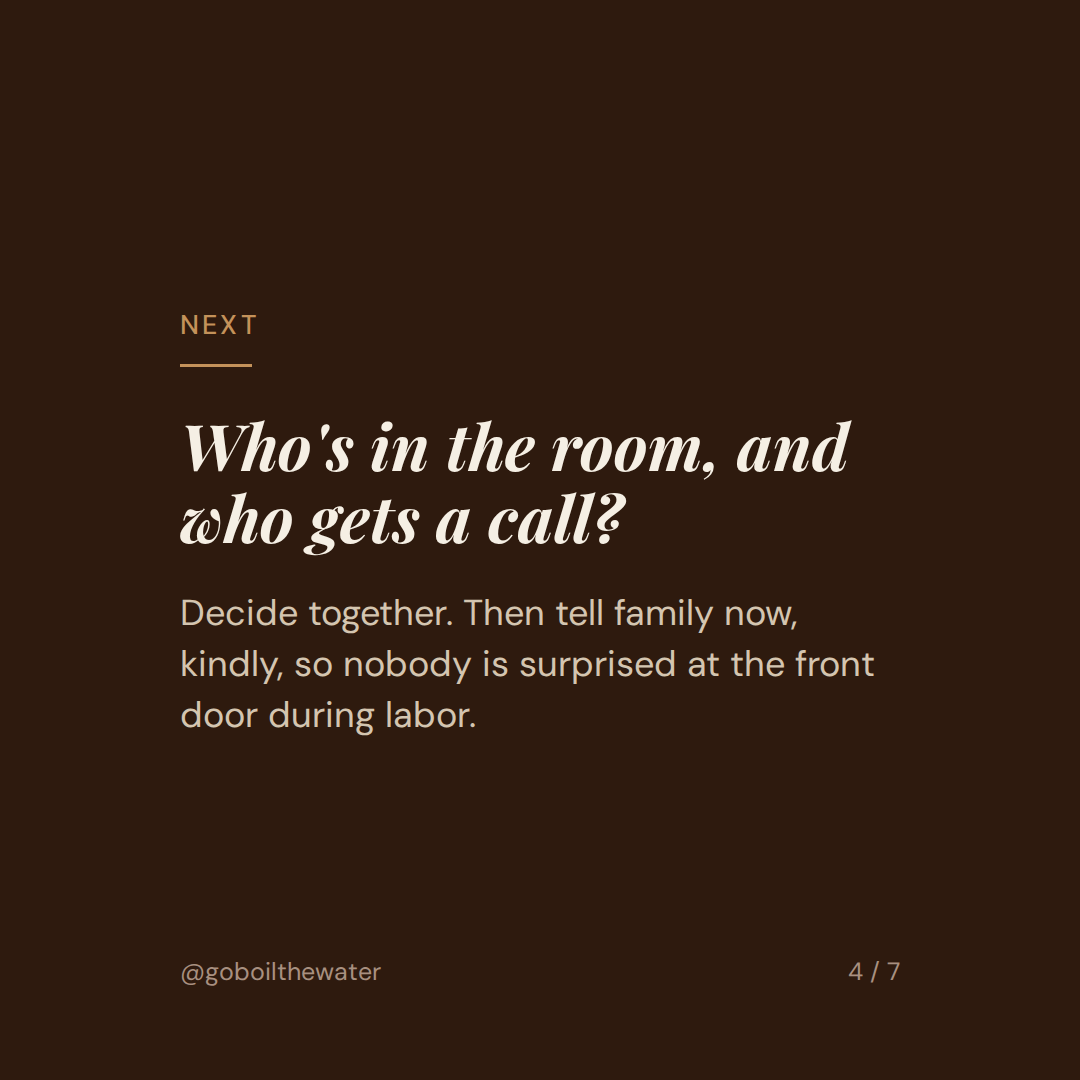 NEXT
Who's in the room, and
who gets a call?
Decide together. Then tell family now,
kindly, so nobody is surprised at the front
door during labor.
@goboilthewater
4 / 7